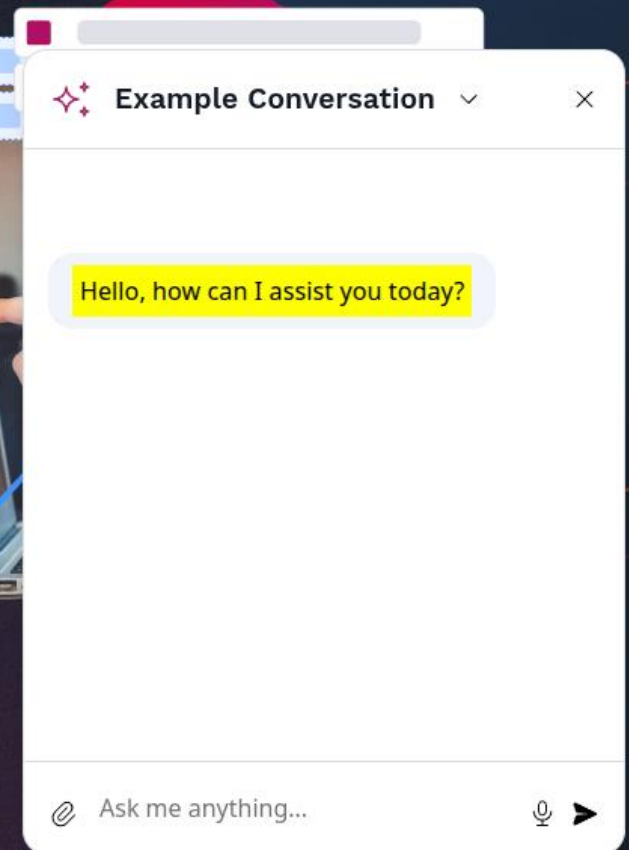 Example Conversation
Hello, how can I assist you today?
Ask me anything...